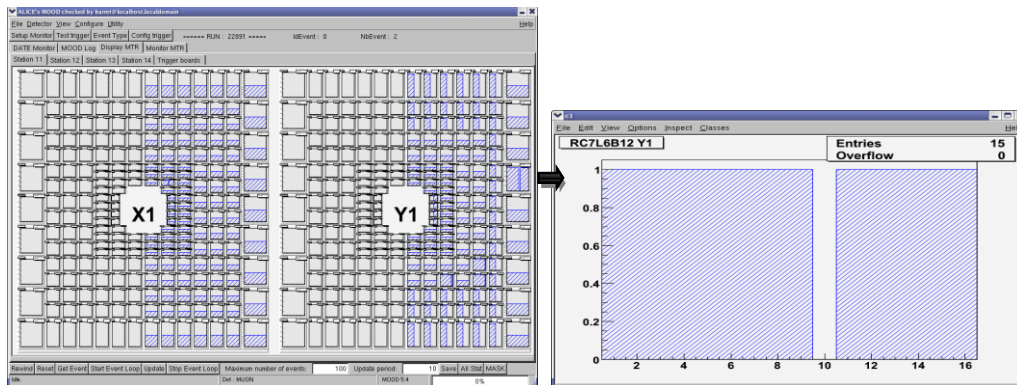 ALICE's MOOD checked by barret@localhost.localdomain
File Detector View Configure Utility Help
Setup Monitor Test trigger Event Type Config trigger ------ RUN : 22891 ----- IdEvent : 0 NbEvent : 2
DATE Monitor MOOD Log Display MTR Monitor MTR
Station 11 Station 12 Station 13 Station 14 Trigger boards
X1 Y1
Rewind Reset Get Event Start Event Loop Update Stop Event Loop Maximum number of events: 100 Update period: 10 Save All Stat MASK
Idle Det : MUON MOOD 5.4 0%
c1
File Edit View Options Inspect Classes Hel
RC7L6B12 Y1
Entries 15
Overflow 0
1
0.8
0.6
0.4
0.2
0
2 4 6 8 10 12 14 16